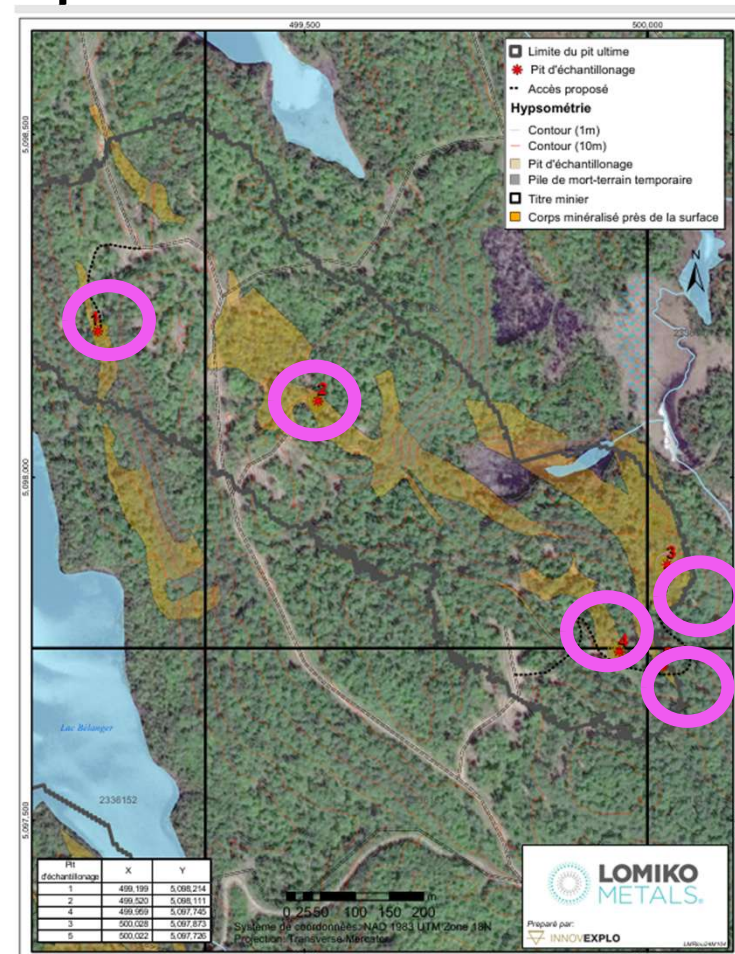 499,500
500,000
Limite du pit ultime
Pit d'échantillonage
Accès proposé
Hypsométrie
Contour (1m)
Contour (10m)
Pit d'échantillonage
Pile de mort-terrain temporaire
Titre minier
Corps minéralisé près de la surface
5,098,500
N
1
2
5,098,000
3
4
Lac Bélanger
2336152
5,097,500
Pit d'échantillonage X Y
1 499,199 5,098,214
2 499,520 5,098,111
4 499,959 5,097,745
3 500,028 5,097,873
5 500,022 5,097,726
0 25 50 100 150 200
m
Système de coordonnées: NAD 1983 UTM Zone 18N
Projection: Transverse Mercator
LOMIKO
METALS
Préparé par:
INNOVEXPLO